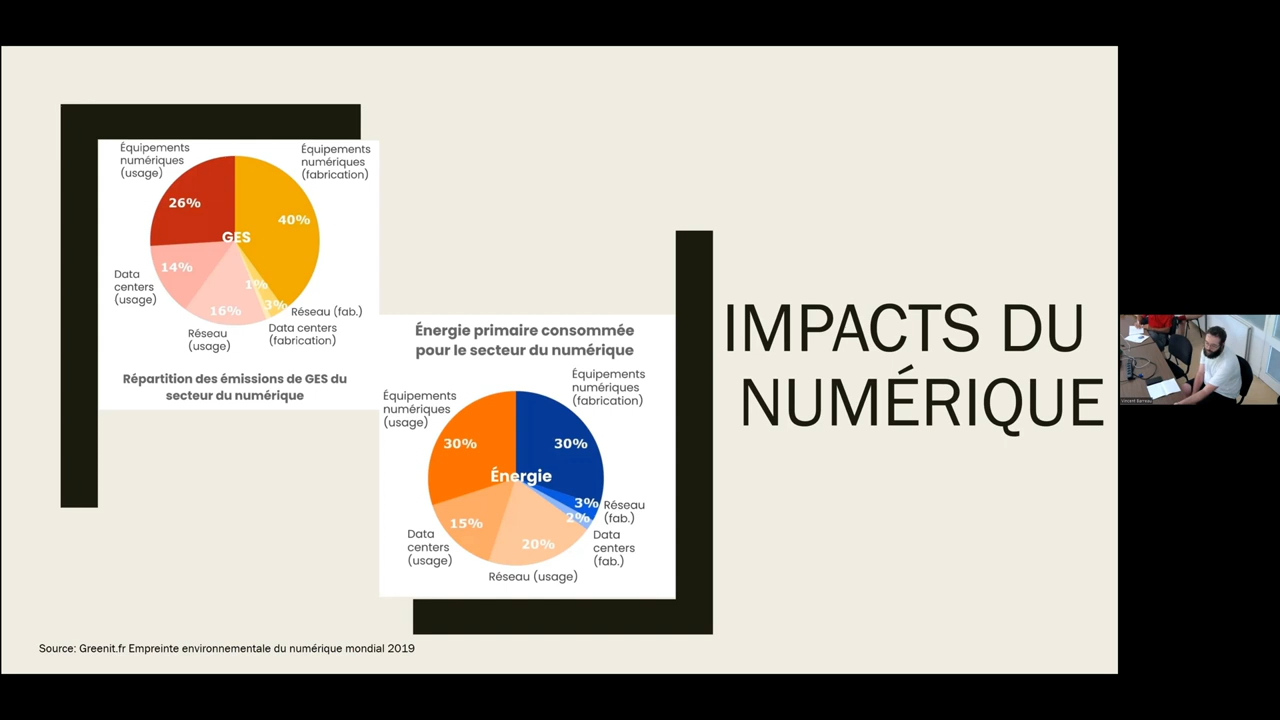 Équipements
numériques
(usage)
Équipements
numériques
(fabrication)
26%
40%
GES
14%
Data
centers
(usage)
1%
3%
16%
Réseau (fab.)
Réseau
(usage)
Data centers
(fabrication)
Répartition des émissions de GES du
secteur du numérique
Énergie primaire consommée
pour le secteur du numérique
Équipements
numériques
(fabrication)
Équipements
numériques
(usage)
30%
30%
Énergie
3%
Réseau
(fab.)
2%
15%
20%
Data
centers
(usage)
Data
centers
(fab.)
Réseau (usage)
IMPACTS DU
NUMÉRIQUE
Source: Greenit.fr Empreinte environnementale du numérique mondial 2019